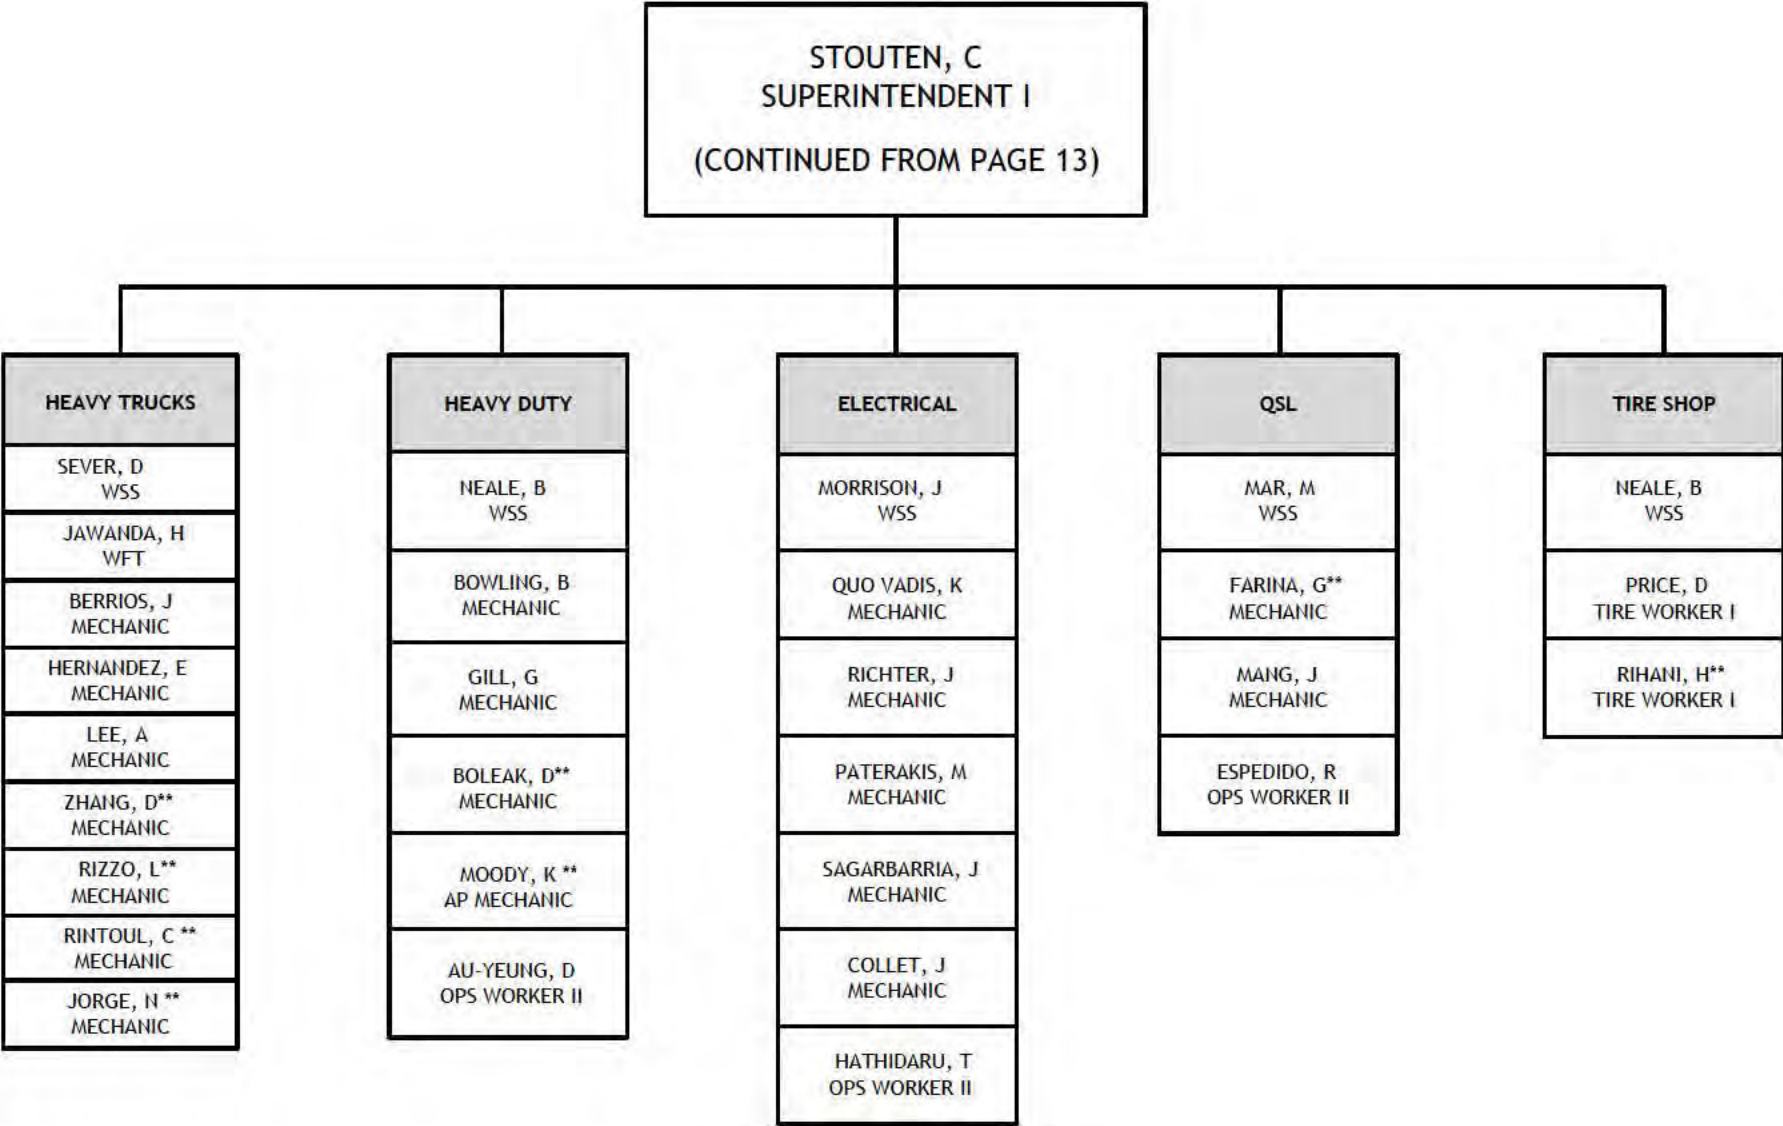 STOUTEN, C
SUPERINTENDENT I
(CONTINUED FROM PAGE 13)
HEAVY TRUCKS
SEVER, D
WSS
JAWANDA, H
WFT
BERRIOS, J
MECHANIC
HERNANDEZ, E
MECHANIC
LEE, A
MECHANIC
ZHANG, D**
MECHANIC
RIZZO, L**
MECHANIC
RINTOUL, C **
MECHANIC
JORGE, N **
MECHANIC
HEAVY DUTY
NEALE, B
WSS
BOWLING, B
MECHANIC
GILL, G
MECHANIC
BOLEAK, D**
MECHANIC
MOODY, K **
AP MECHANIC
AU-YEUNG, D
OPS WORKER II
ELECTRICAL
MORRISON, J
WSS
QUO VADIS, K
MECHANIC
RICHTER, J
MECHANIC
PATERAKIS, M
MECHANIC
SAGARBARRIA, J
MECHANIC
COLLET, J
MECHANIC
HATHIDARU, T
OPS WORKER II
QSL
MAR, M
WSS
FARINA, G**
MECHANIC
MANG, J
MECHANIC
ESPEDIDO, R
OPS WORKER II
TIRE SHOP
NEALE, B
WSS
PRICE, D
TIRE WORKER I
RIHANI, H**
TIRE WORKER I